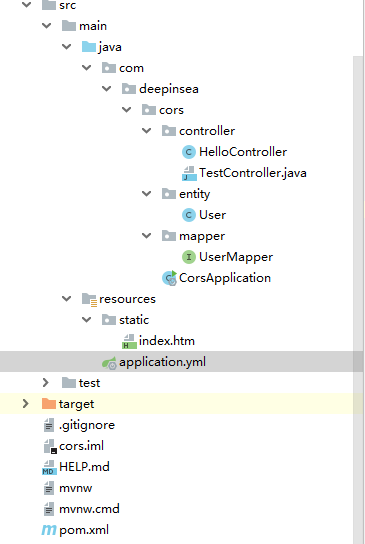 src
main
java
com
deepinsea
cors
controller
HelloController
TestController.java
entity
User
mapper
UserMapper
CorsApplication
resources
static
index.htm
application.yml
test
target
.gitignore
cors.iml
HELP.md
mvnw
mvnw.cmd
pom.xml